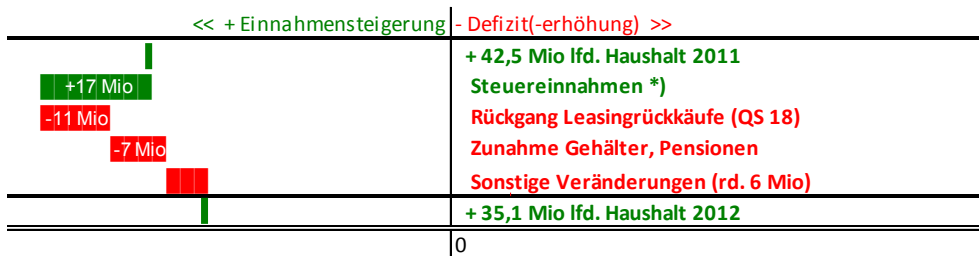 << + Einnahmensteigerung - Defizit(-erhöhung) >>
+ 42,5 Mio lfd. Haushalt 2011
+17 Mio Steuereinnahmen *)
-11 Mio Rückgang Leasingrückkäufe (QS 18)
-7 Mio Zunahme Gehälter, Pensionen
Sonstige Veränderungen (rd. 6 Mio)
+ 35,1 Mio lfd. Haushalt 2012
0